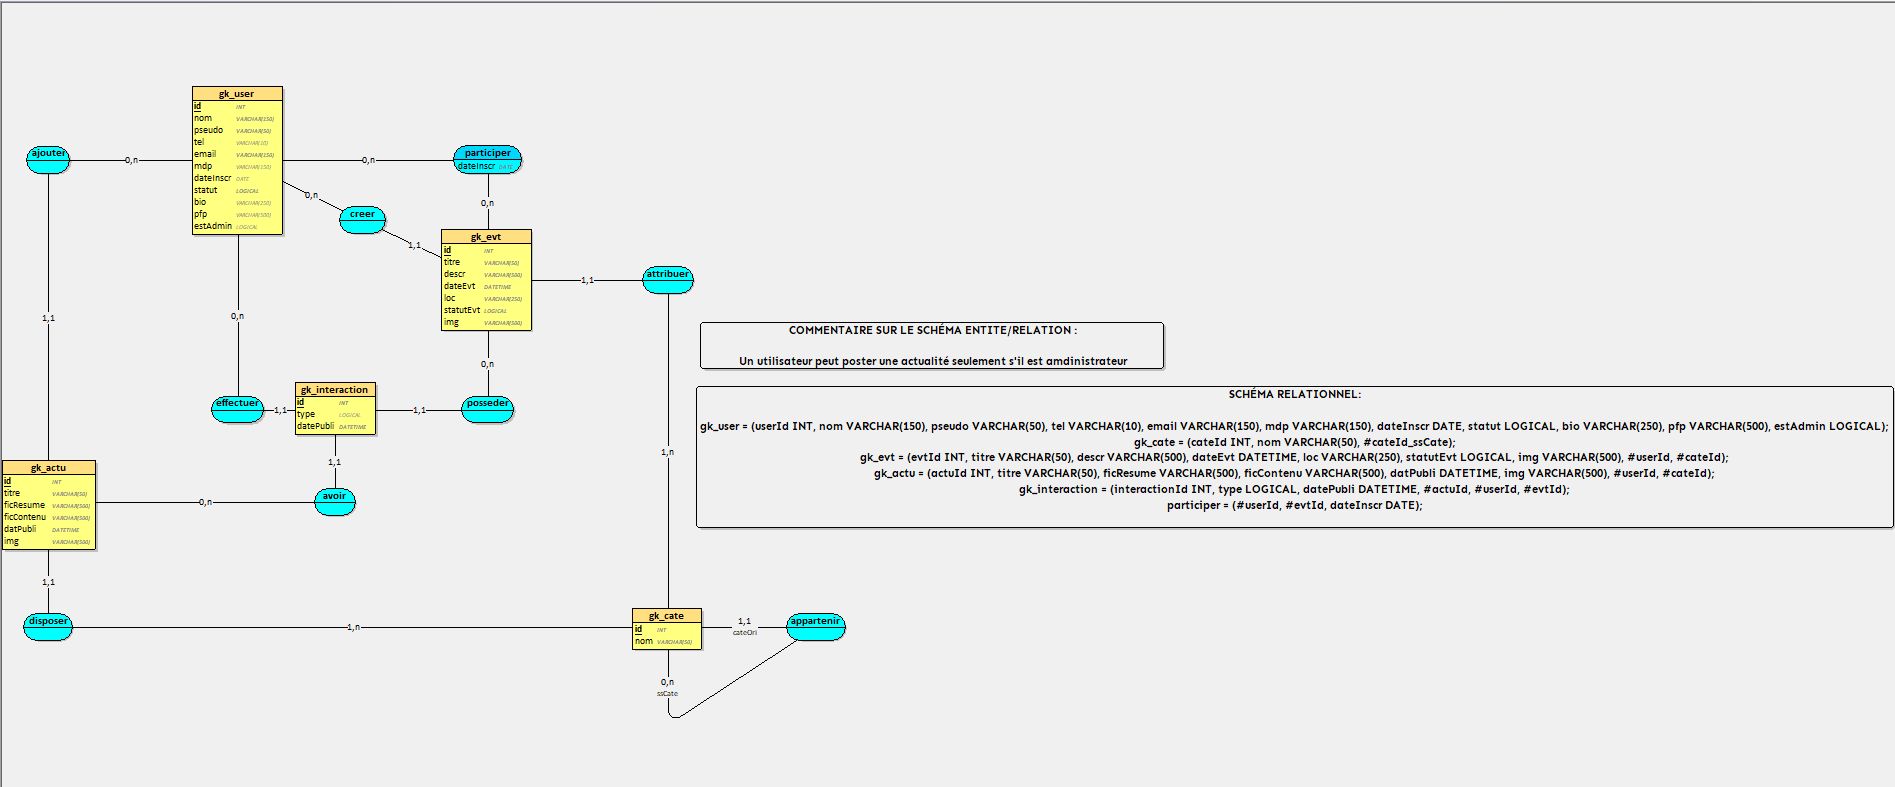 gk_user
id INT
nom VARCHAR(150)
pseudo VARCHAR(50)
tel VARCHAR(10)
email VARCHAR(150)
mdp VARCHAR(150)
dateInscr DATE
statut LOGICAL
bio VARCHAR(250)
pfp VARCHAR(500)
estAdmin LOGICAL
ajouter
0,n
0,n
participer
dateInscr DATE
0,n
creer
0,n
1,1
gk_evt
id INT
titre VARCHAR(50)
descr VARCHAR(500)
dateEvt DATETIME
loc VARCHAR(250)
statutEvt LOGICAL
img VARCHAR(500)
1,1
attribuer
1,1
0,n
COMMENTAIRE SUR LE SCHÉMA ENTITE/RELATION :
Un utilisateur peut poster une actualité seulement s'il est amdinistrateur
0,n
gk_interaction
id INT
type LOGICAL
datePubli DATETIME
effectuer
1,1
1,1
posseder
SCHÉMA RELATIONNEL:
gk_user = (userId INT, nom VARCHAR(150), pseudo VARCHAR(50), tel VARCHAR(10), email VARCHAR(150), mdp VARCHAR(150), dateInscr DATE, statut LOGICAL, bio VARCHAR(250), pfp VARCHAR(500), estAdmin LOGICAL);
gk_cate = (cateId INT, nom VARCHAR(50), #cateId_ssCate);
gk_evt = (evtId INT, titre VARCHAR(50), descr VARCHAR(500), dateEvt DATETIME, loc VARCHAR(250), statutEvt LOGICAL, img VARCHAR(500), #userId, #cateId);
gk_actu = (actuId INT, titre VARCHAR(50), ficResume VARCHAR(500), ficContenu VARCHAR(500), datPubli DATETIME, img VARCHAR(500), #userId, #cateId);
gk_interaction = (interactionId INT, type LOGICAL, datePubli DATETIME, #actuId, #userId, #evtId);
participer = (#userId, #evtId, dateInscr DATE);
1,n
1,1
gk_actu
id INT
titre VARCHAR(50)
ficResume VARCHAR(500)
ficContenu VARCHAR(500)
datPubli DATETIME
img VARCHAR(500)
0,n
avoir
1,1
disposer
1,n
gk_cate
id INT
nom VARCHAR(50)
1,1
cateOri
appartenir
0,n
ssCate